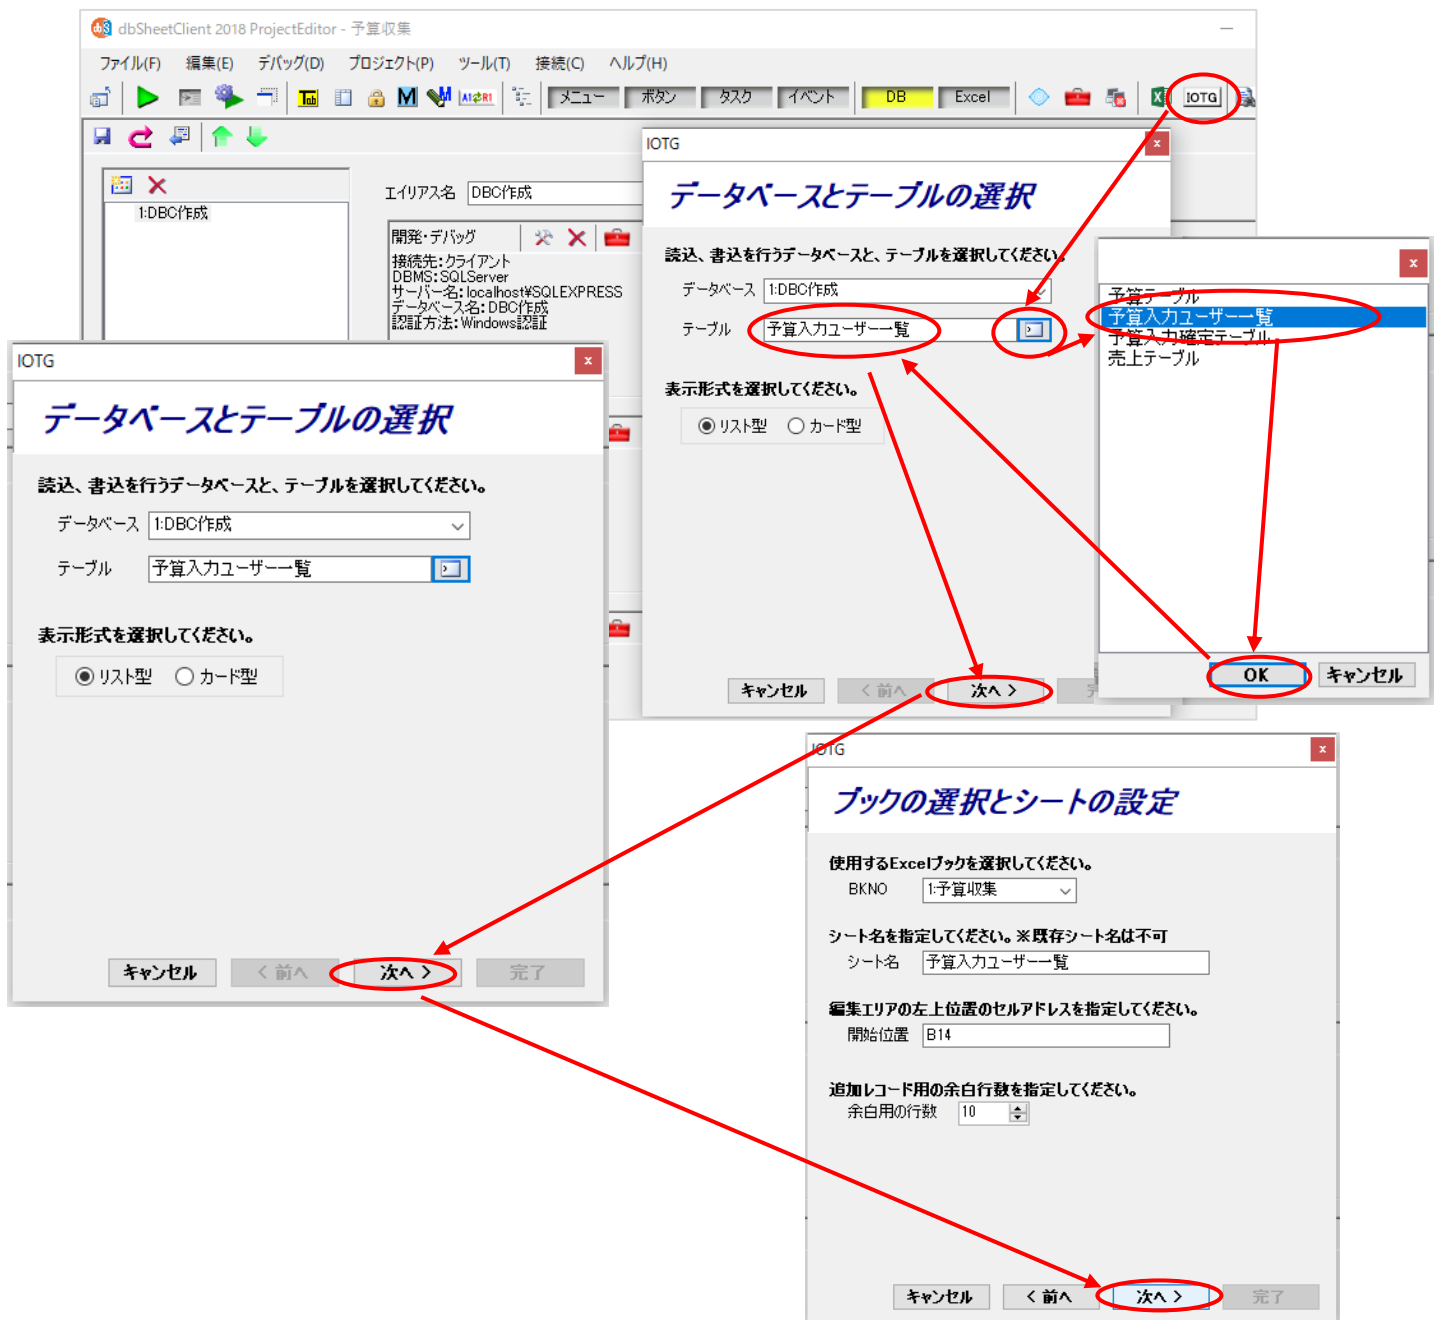 dbSheetClient 2018 ProjectEditor - 予算収集
ファイル(F) 編集(E) デバッグ(D) プロジェクト(P) ツール(T) 接続(C) ヘルプ(H)
Tab M M A1⇄R1 メニュー ボタン タスク イベント DB Excel IOTG
1:DBC作成
エイリアス名 DBC作成
開発・デバッグ
接続先:クライアント
DBMS:SQLServer
サーバー名:localhost¥SQLEXPRESS
データベース名:DBC作成
認証方法:Windows認証
IOTG
データベースとテーブルの選択
読込、書込を行うデータベースと、テーブルを選択してください。
データベース 1:DBC作成
テーブル 予算入力ユーザー一覧
表示形式を選択してください。
リスト型 カード型
キャンセル < 前へ 次へ >
予算テーブル
予算入力ユーザー一覧
予算入力確定テーブル
売上テーブル
OK キャンセル
IOTG
データベースとテーブルの選択
読込、書込を行うデータベースと、テーブルを選択してください。
データベース 1:DBC作成
テーブル 予算入力ユーザー一覧
表示形式を選択してください。
リスト型 カード型
キャンセル < 前へ 次へ > 完了
IOTG
ブックの選択とシートの設定
使用するExcelブックを選択してください。
BKNO 1:予算収集
シート名を指定してください。※既存シート名は不可
シート名 予算入力ユーザー一覧
編集エリアの左上位置のセルアドレスを指定してください。
開始位置 B14
追加レコード用の余白行数を指定してください。
余白用の行数 10
キャンセル < 前へ 次へ > 完了